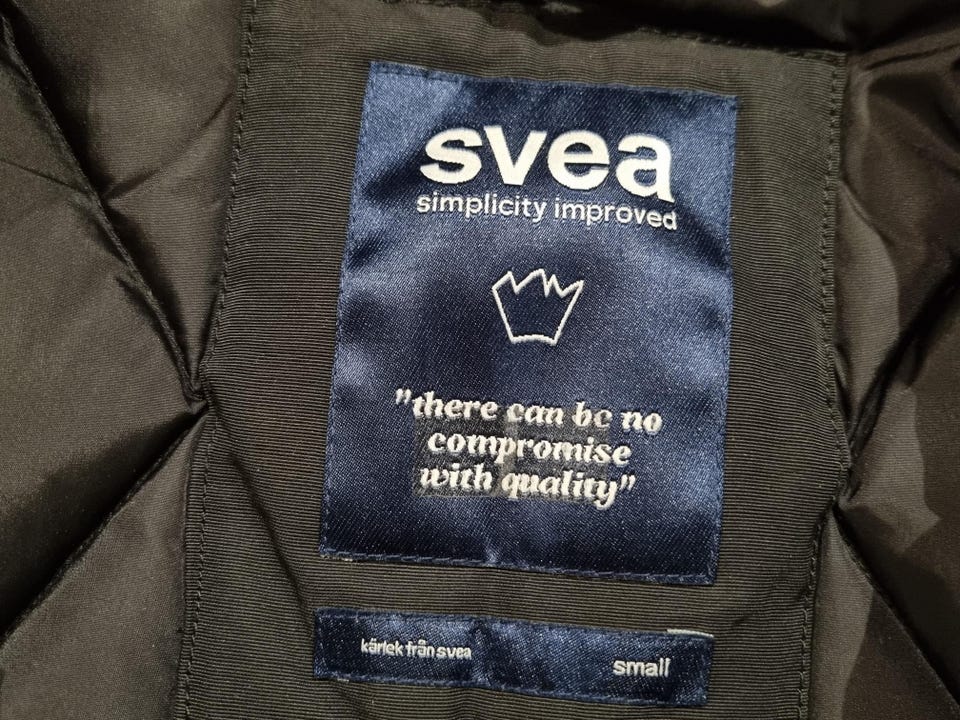 svea
simplicity improved
"there can be no
compromise
with quality"
kärlek från svea
small